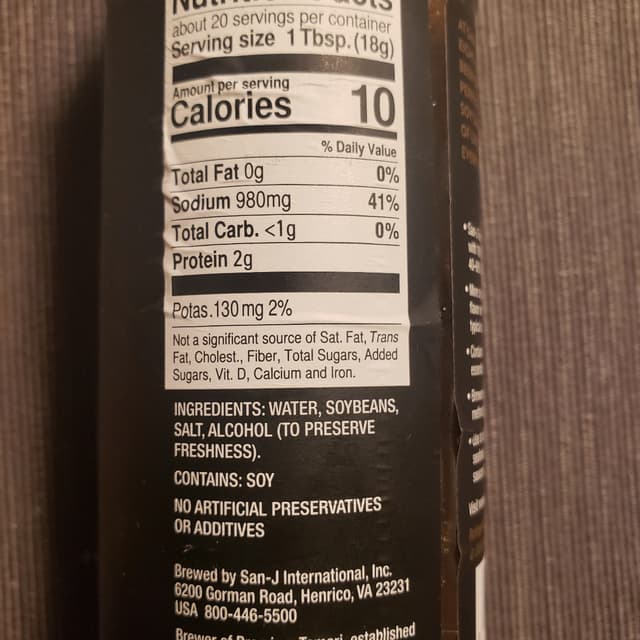 about 20 servings per container
Serving size 1 Tbsp. (18g)
Amount per serving
Calories 10
% Daily Value
Total Fat 0g 0%
Sodium 980mg 41%
Total Carb. <1g 0%
Protein 2g
Potas. 130 mg 2%
Not a significant source of Sat. Fat, Trans
Fat, Cholest., Fiber, Total Sugars, Added
Sugars, Vit. D, Calcium and Iron.
INGREDIENTS: WATER, SOYBEANS,
SALT, ALCOHOL (TO PRESERVE
FRESHNESS).
CONTAINS: SOY
NO ARTIFICIAL PRESERVATIVES
OR ADDITIVES
Brewed by San-J International, Inc.
6200 Gorman Road, Henrico, VA 23231
USA 800-446-5500
Brewer of Tamari established